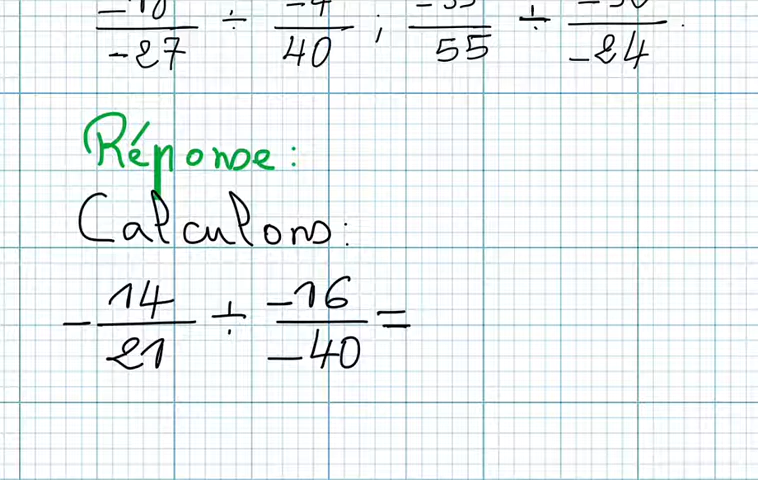 -27 ÷ 40 ; 55 ÷ -24
Réponse :
Calculons :
- 14/21 ÷ -16/-40 =